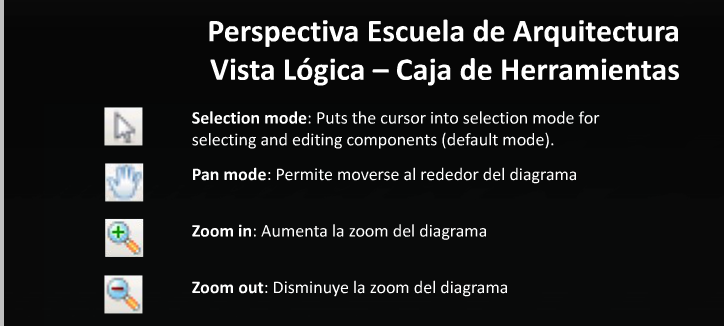 Perspectiva Escuela de Arquitectura
Vista Lógica – Caja de Herramientas
Selection mode: Puts the cursor into selection mode for
selecting and editing components (default mode).
Pan mode: Permite moverse al rededor del diagrama
Zoom in: Aumenta la zoom del diagrama
Zoom out: Disminuye la zoom del diagrama